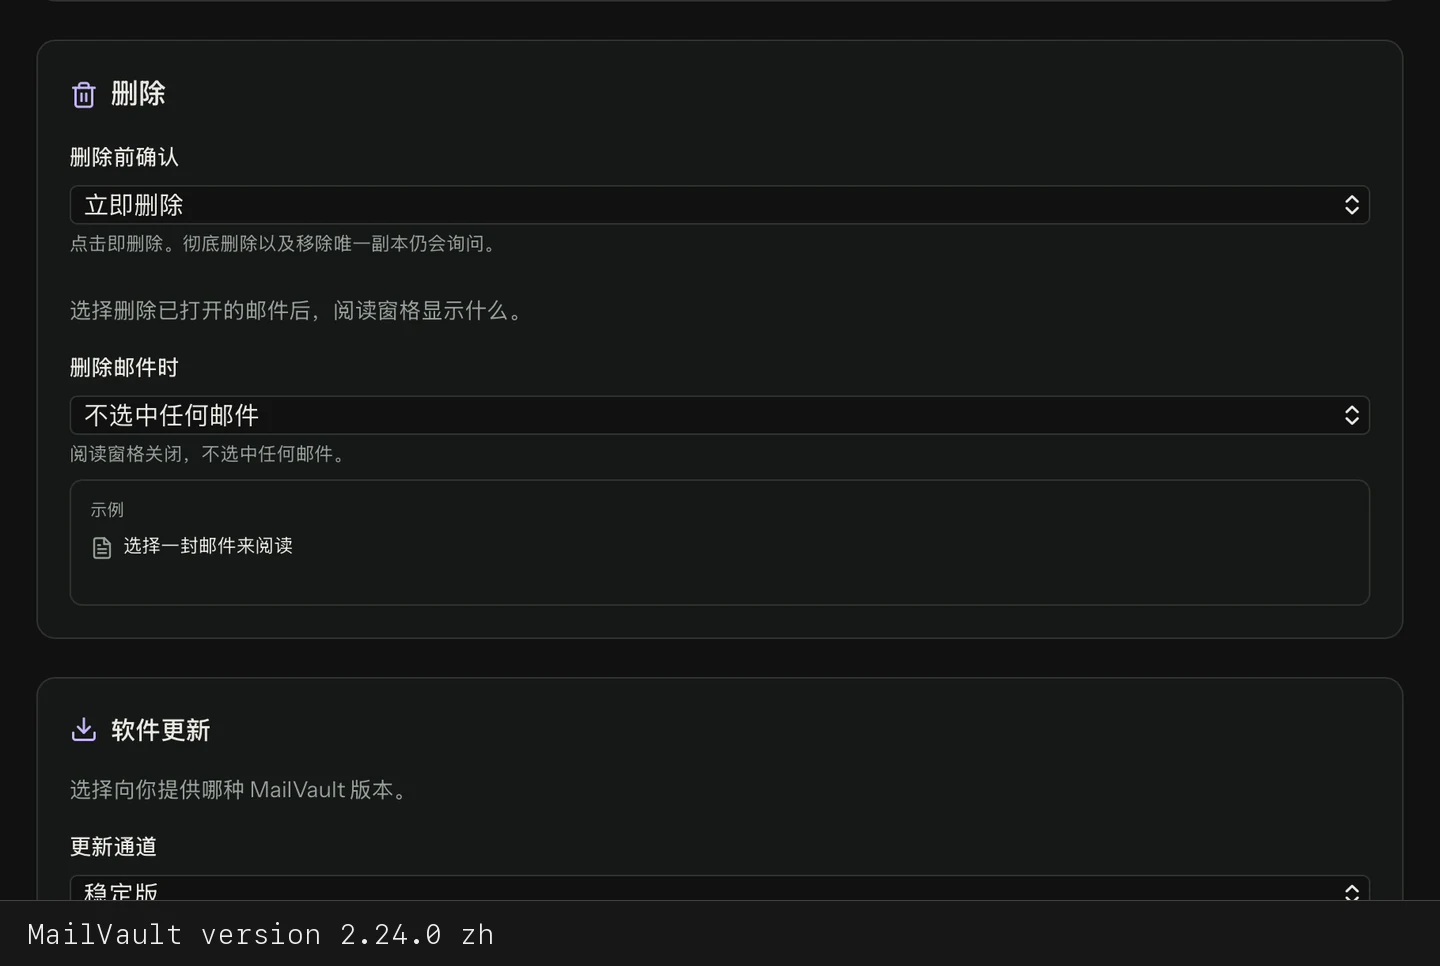 删除
删除前确认
立即删除
点击即删除。彻底删除以及移除唯一副本仍会询问。
选择删除已打开的邮件后，阅读窗格显示什么。
删除邮件时
不选中任何邮件
阅读窗格关闭，不选中任何邮件。
示例
选择一封邮件来阅读
软件更新
选择向你提供哪种 MailVault 版本。
更新通道
稳定版
MailVault version 2.24.0 zh